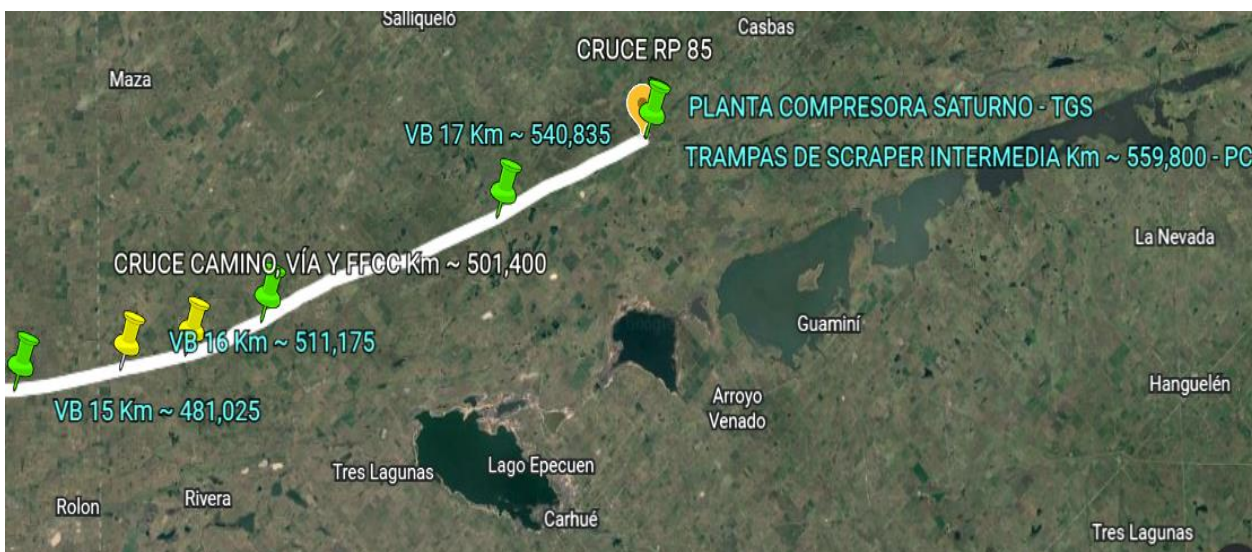 Salliqueló
Casbas
CRUCE RP 85
Maza
PLANTA COMPRESORA SATURNO - TGS
VB 17 Km ~ 540,835
TRAMPAS DE SCRAPER INTERMEDIA Km ~ 559,800 - PC
La Nevada
CRUCE CAMINO, VÍA Y FFCC Km ~ 501,400
Guaminí
VB 16 Km ~ 511,175
Hanguelén
Arroyo
Venado
VB 15 Km ~ 481,025
Tres Lagunas
Lago Epecuen
Rivera
Rolon
Carhué
Tres Lagunas